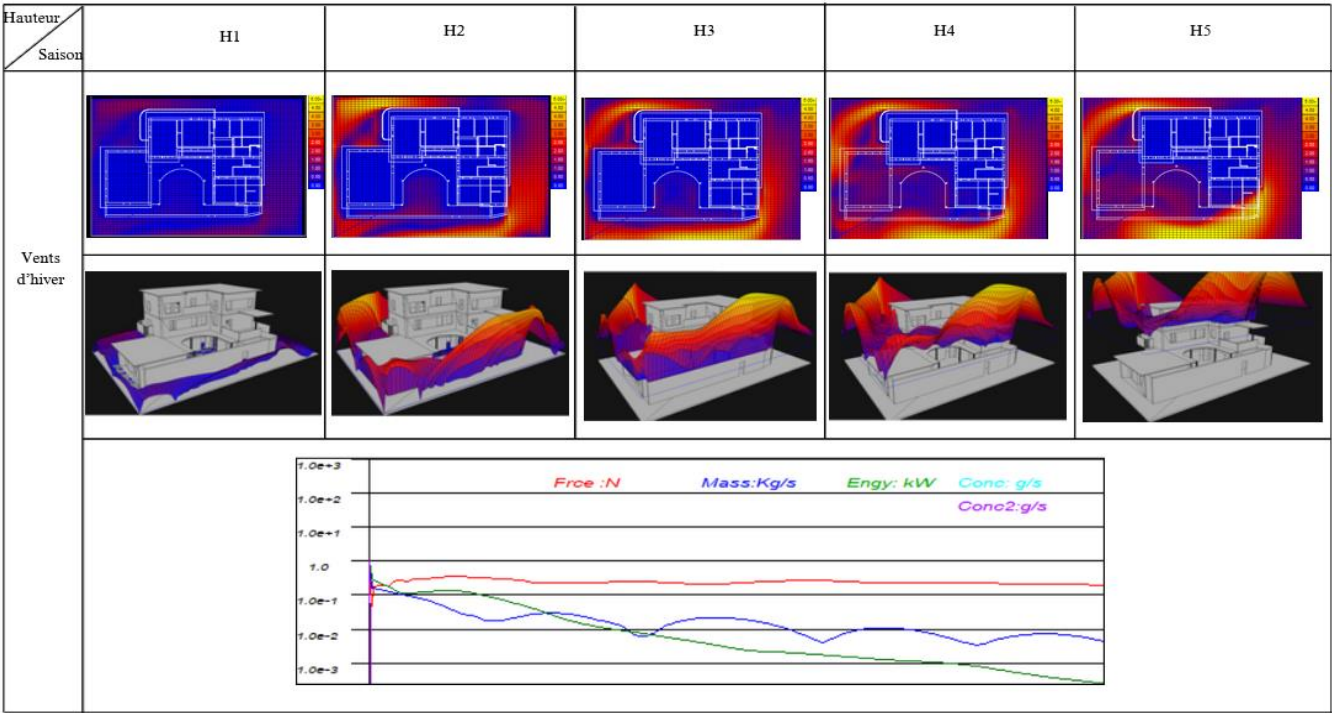 Hauteur
Saison
H1
H2
H3
H4
H5
Vents
d'hiver
1.0e+3
Frce :N
Mass:Kg/s
Engy: kW
Conc: g/s
1.0e+2
Conc2:g/s
1.0e+1
1.0
1.0e-1
1.0e-2
1.0e-3